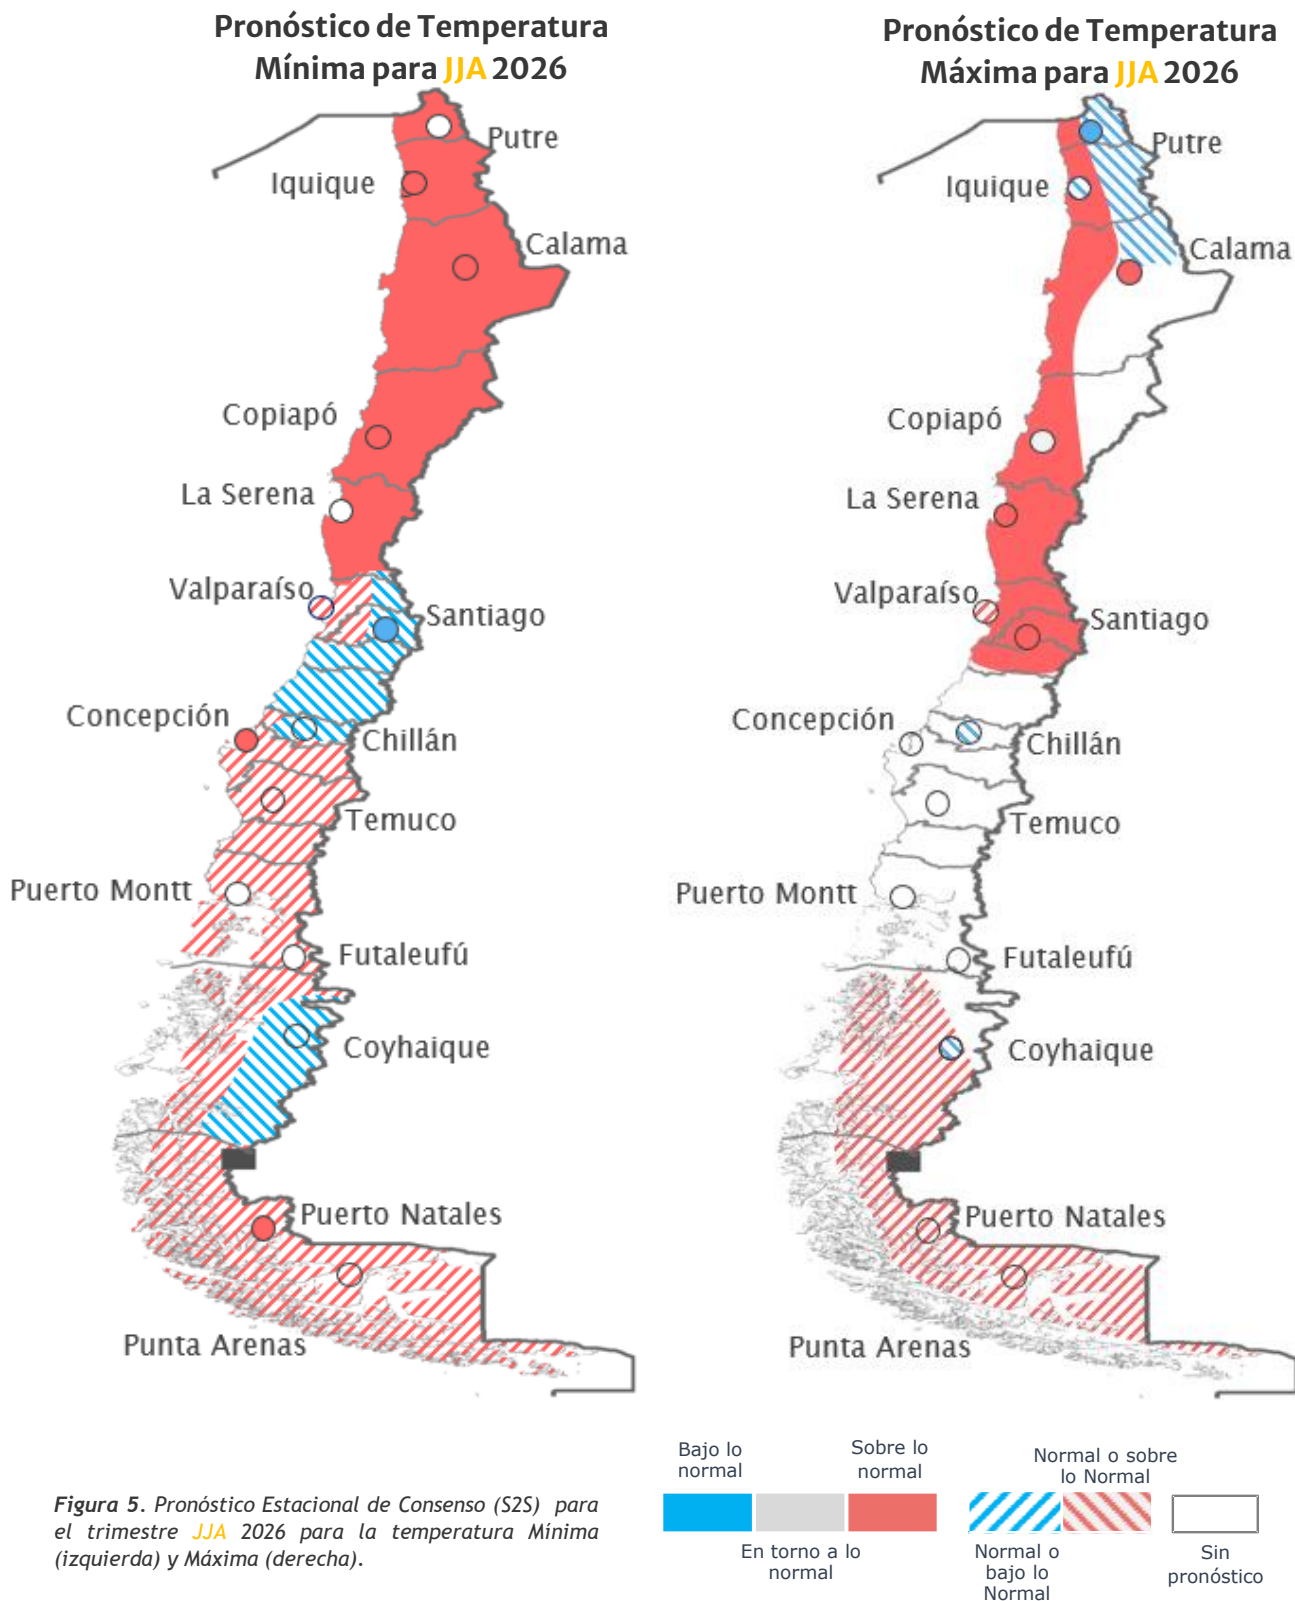 Pronóstico de Temperatura
Mínima para JJA 2026
Putre
Iquique
Calama
Copiapó
La Serena
Valparaíso
Santiago
Concepción
Chillán
Temuco
Puerto Montt
Futaleufú
Coyhaique
Puerto Natales
Punta Arenas
Pronóstico de Temperatura
Máxima para JJA 2026
Putre
Iquique
Calama
Copiapó
La Serena
Valparaíso
Santiago
Concepción
Chillán
Temuco
Puerto Montt
Futaleufú
Coyhaique
Puerto Natales
Punta Arenas
Figura 5. Pronóstico Estacional de Consenso (S2S) para
el trimestre JJA 2026 para la temperatura Mínima
(izquierda) y Máxima (derecha).
Bajo lo
normal
Sobre lo
normal
En torno a lo
normal
Normal o sobre
lo Normal
Normal o
bajo lo
Normal
Sin
pronóstico